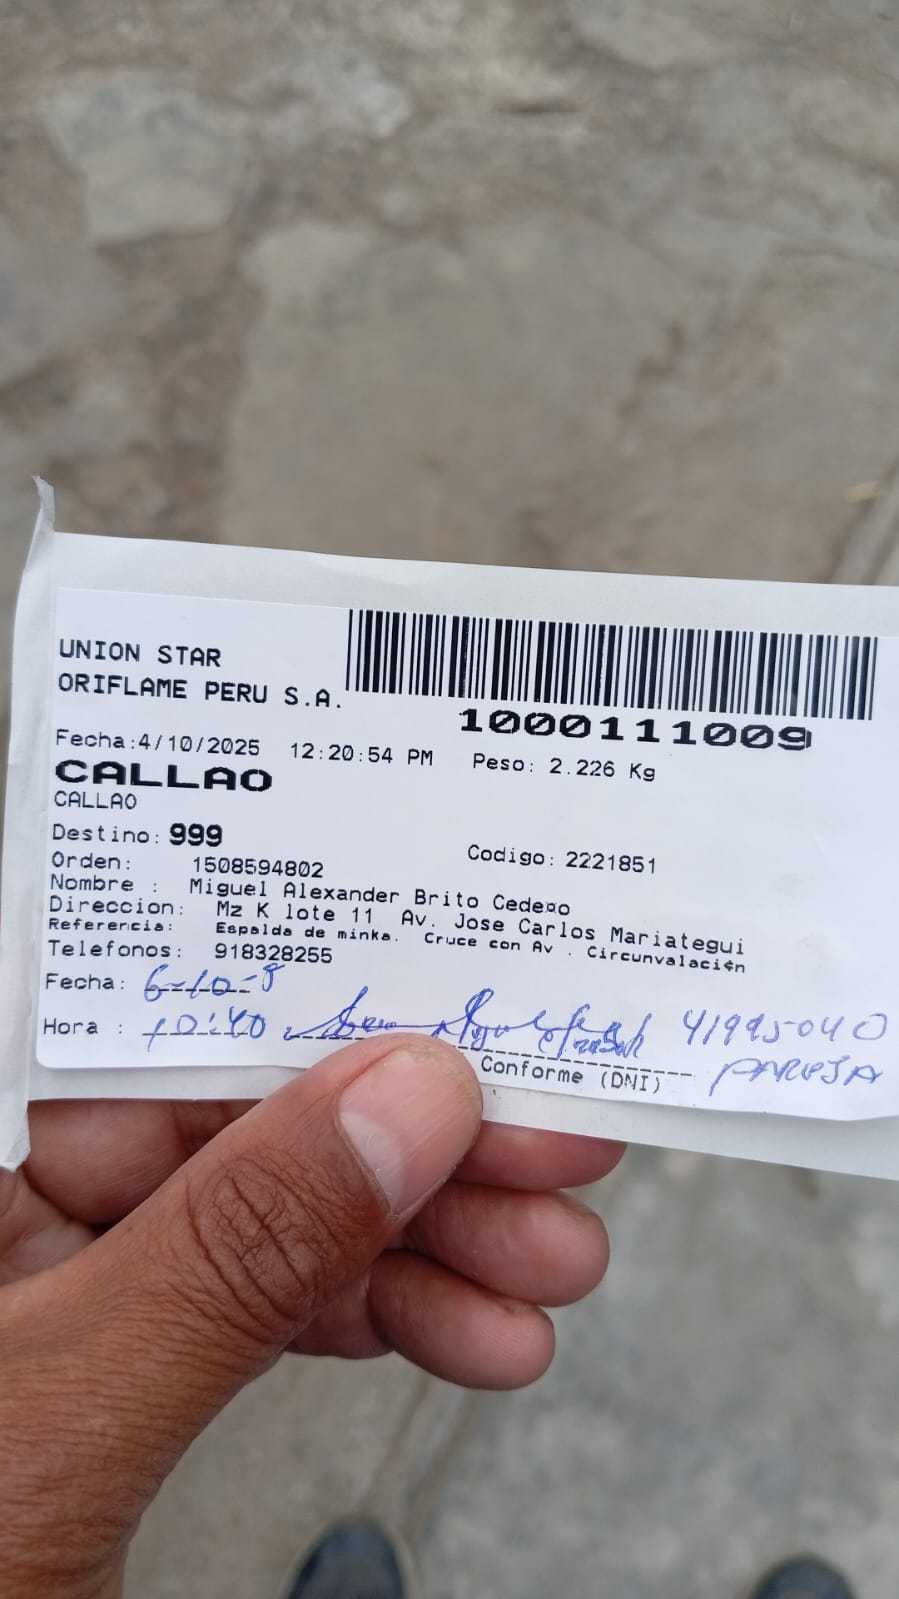 UNION STAR
ORIFLAME PERU S.A.
1000111009
Fecha:4/10/2025 12:20:54 PM Peso: 2.226 Kg
CALLAO
CALLAO
Destino: 999
Orden: 1508594802 Codigo: 2221851
Nombre : Miguel Alexander Brito Cedeño
Direccion: Mz K lote 11 Av. Jose Carlos Mariategui
Referencia: Espalda de minka. Cruce con Av . Circunvalación
Telefonos: 918328255
Fecha: 6-10-
Hora : 10:40 41995040
Conforme (DNI) PAREJA